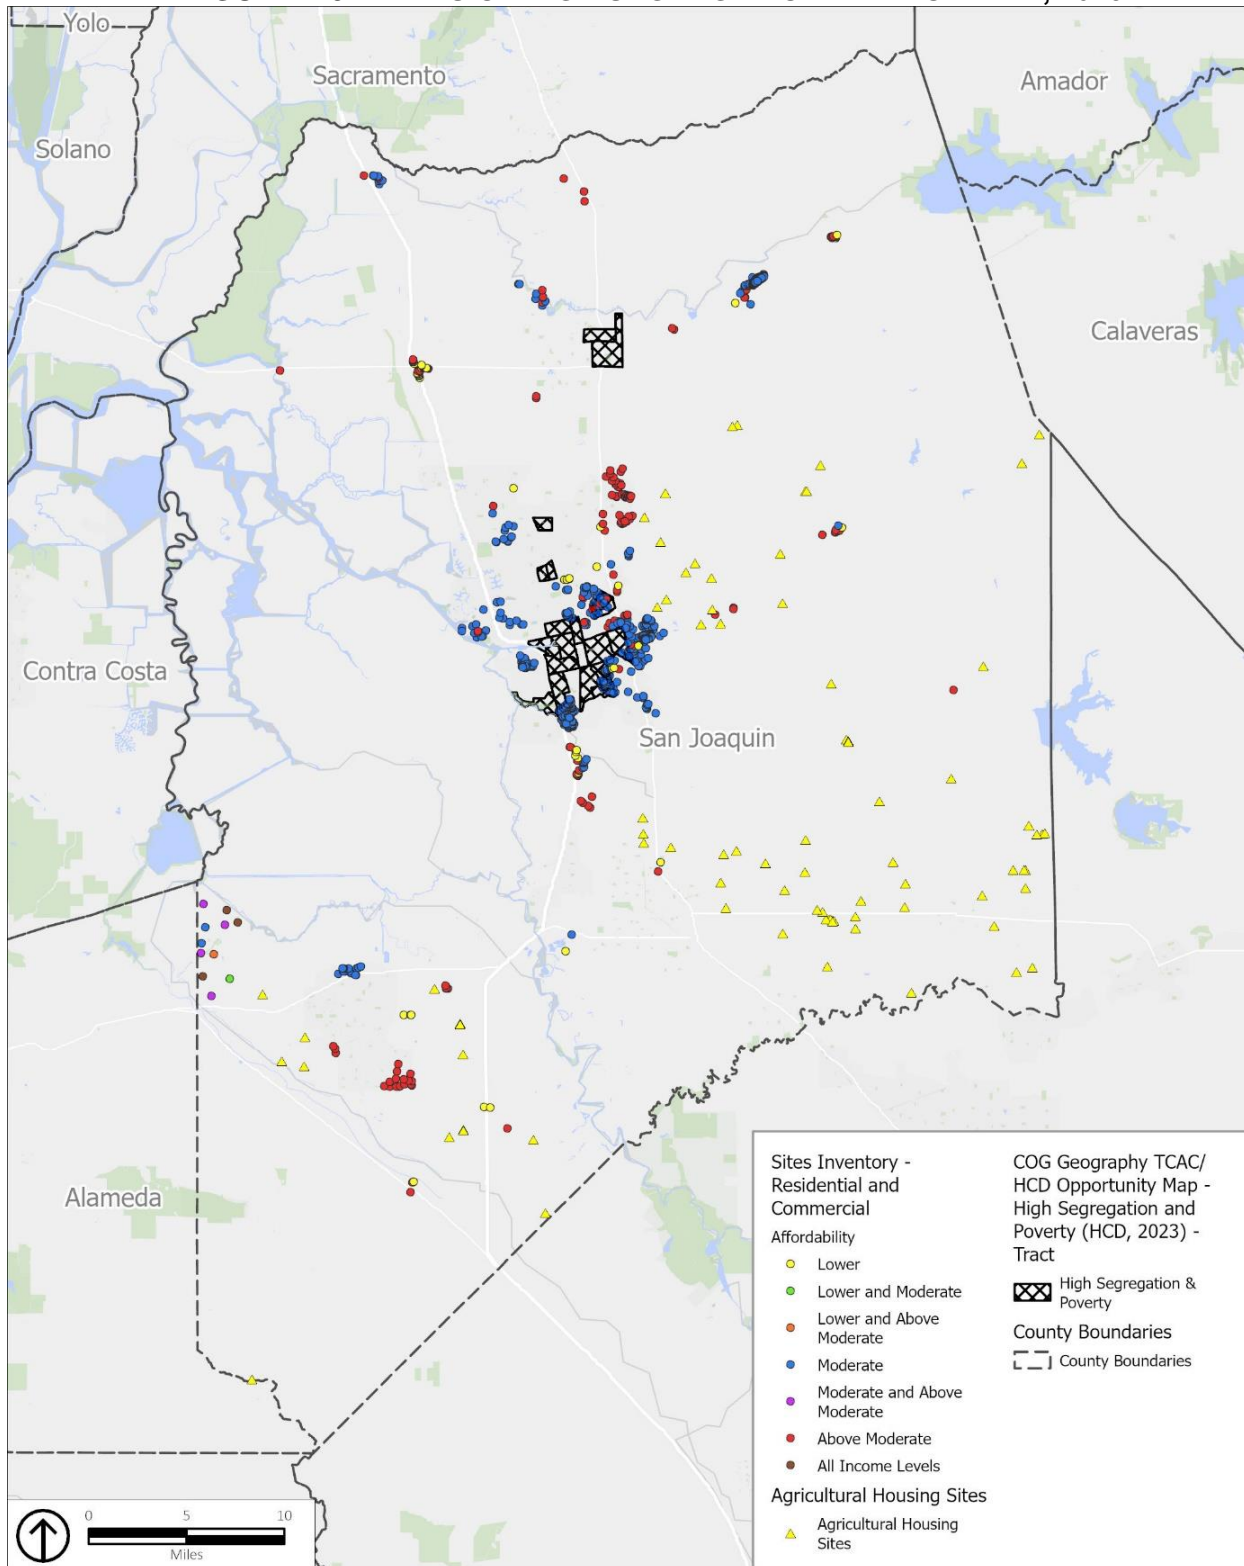 Yolo
Sacramento
Amador
Solano
Calaveras
Contra Costa
San Joaquin
Alameda
Sites Inventory -
Residential and
Commercial
Affordability
Lower
Lower and Moderate
Lower and Above
Moderate
Moderate
Moderate and Above
Moderate
Above Moderate
All Income Levels
Agricultural Housing Sites
Agricultural Housing
Sites
COG Geography TCAC/
HCD Opportunity Map -
High Segregation and
Poverty (HCD, 2023) -
Tract
High Segregation &
Poverty
County Boundaries
County Boundaries
0 5 10
Miles